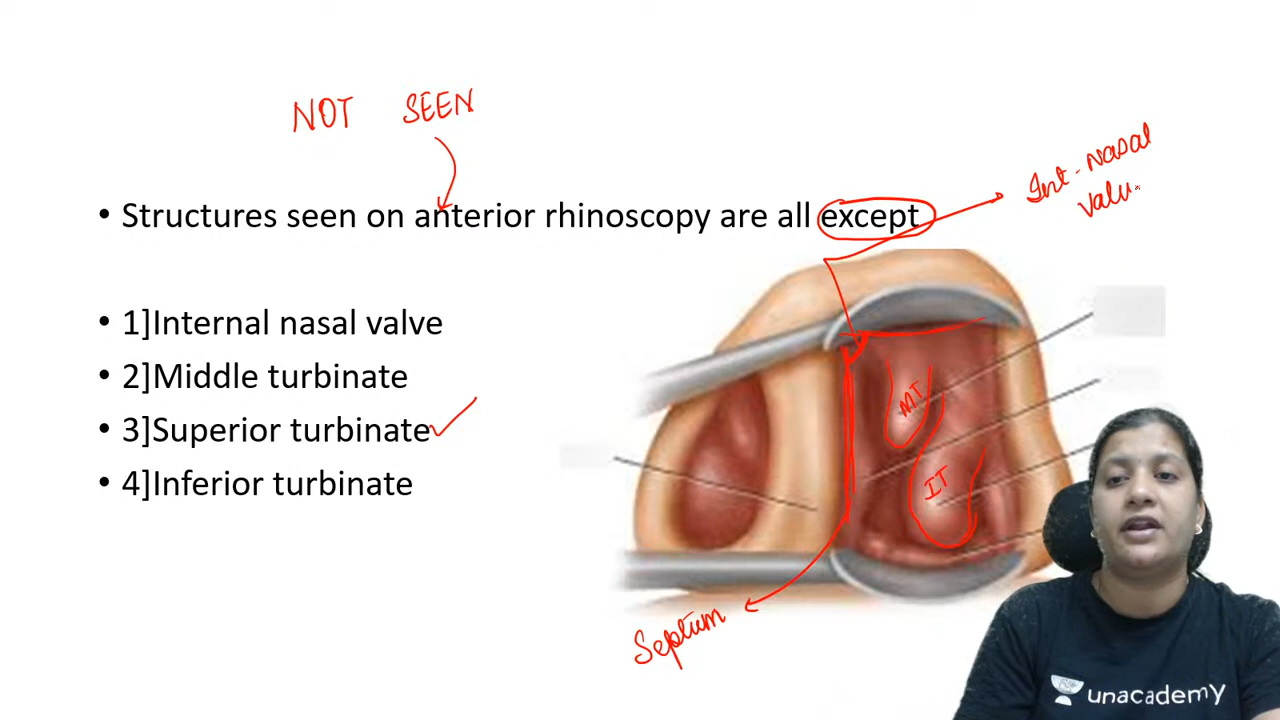 NOT SEEN
• Structures seen on anterior rhinoscopy are all except
Int-Nasal
Valv
• 1]Internal nasal valve
• 2]Middle turbinate
• 3]Superior turbinate
• 4]Inferior turbinate
MT
IT
Septum
unacademy